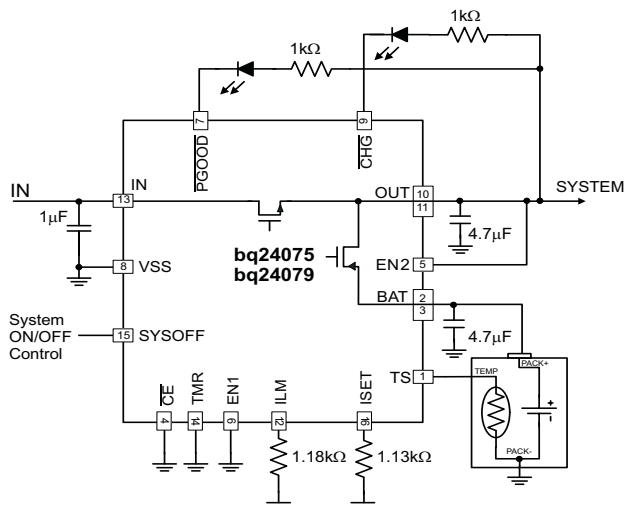 1kΩ
1kΩ
7
9
PGOOD
CHG
IN
IN
13
OUT
10
11
SYSTEM
1μF
4.7μF
bq24075
bq24079
EN2
5
8
VSS
BAT
2
3
4.7μF
System
ON/OFF
Control
15
SYSOFF
TS
1
TEMP
PACK+
+
-
PACK-
CE
TMR
EN1
ILM
ISET
4
14
6
12
16
1.18kΩ
1.13kΩ